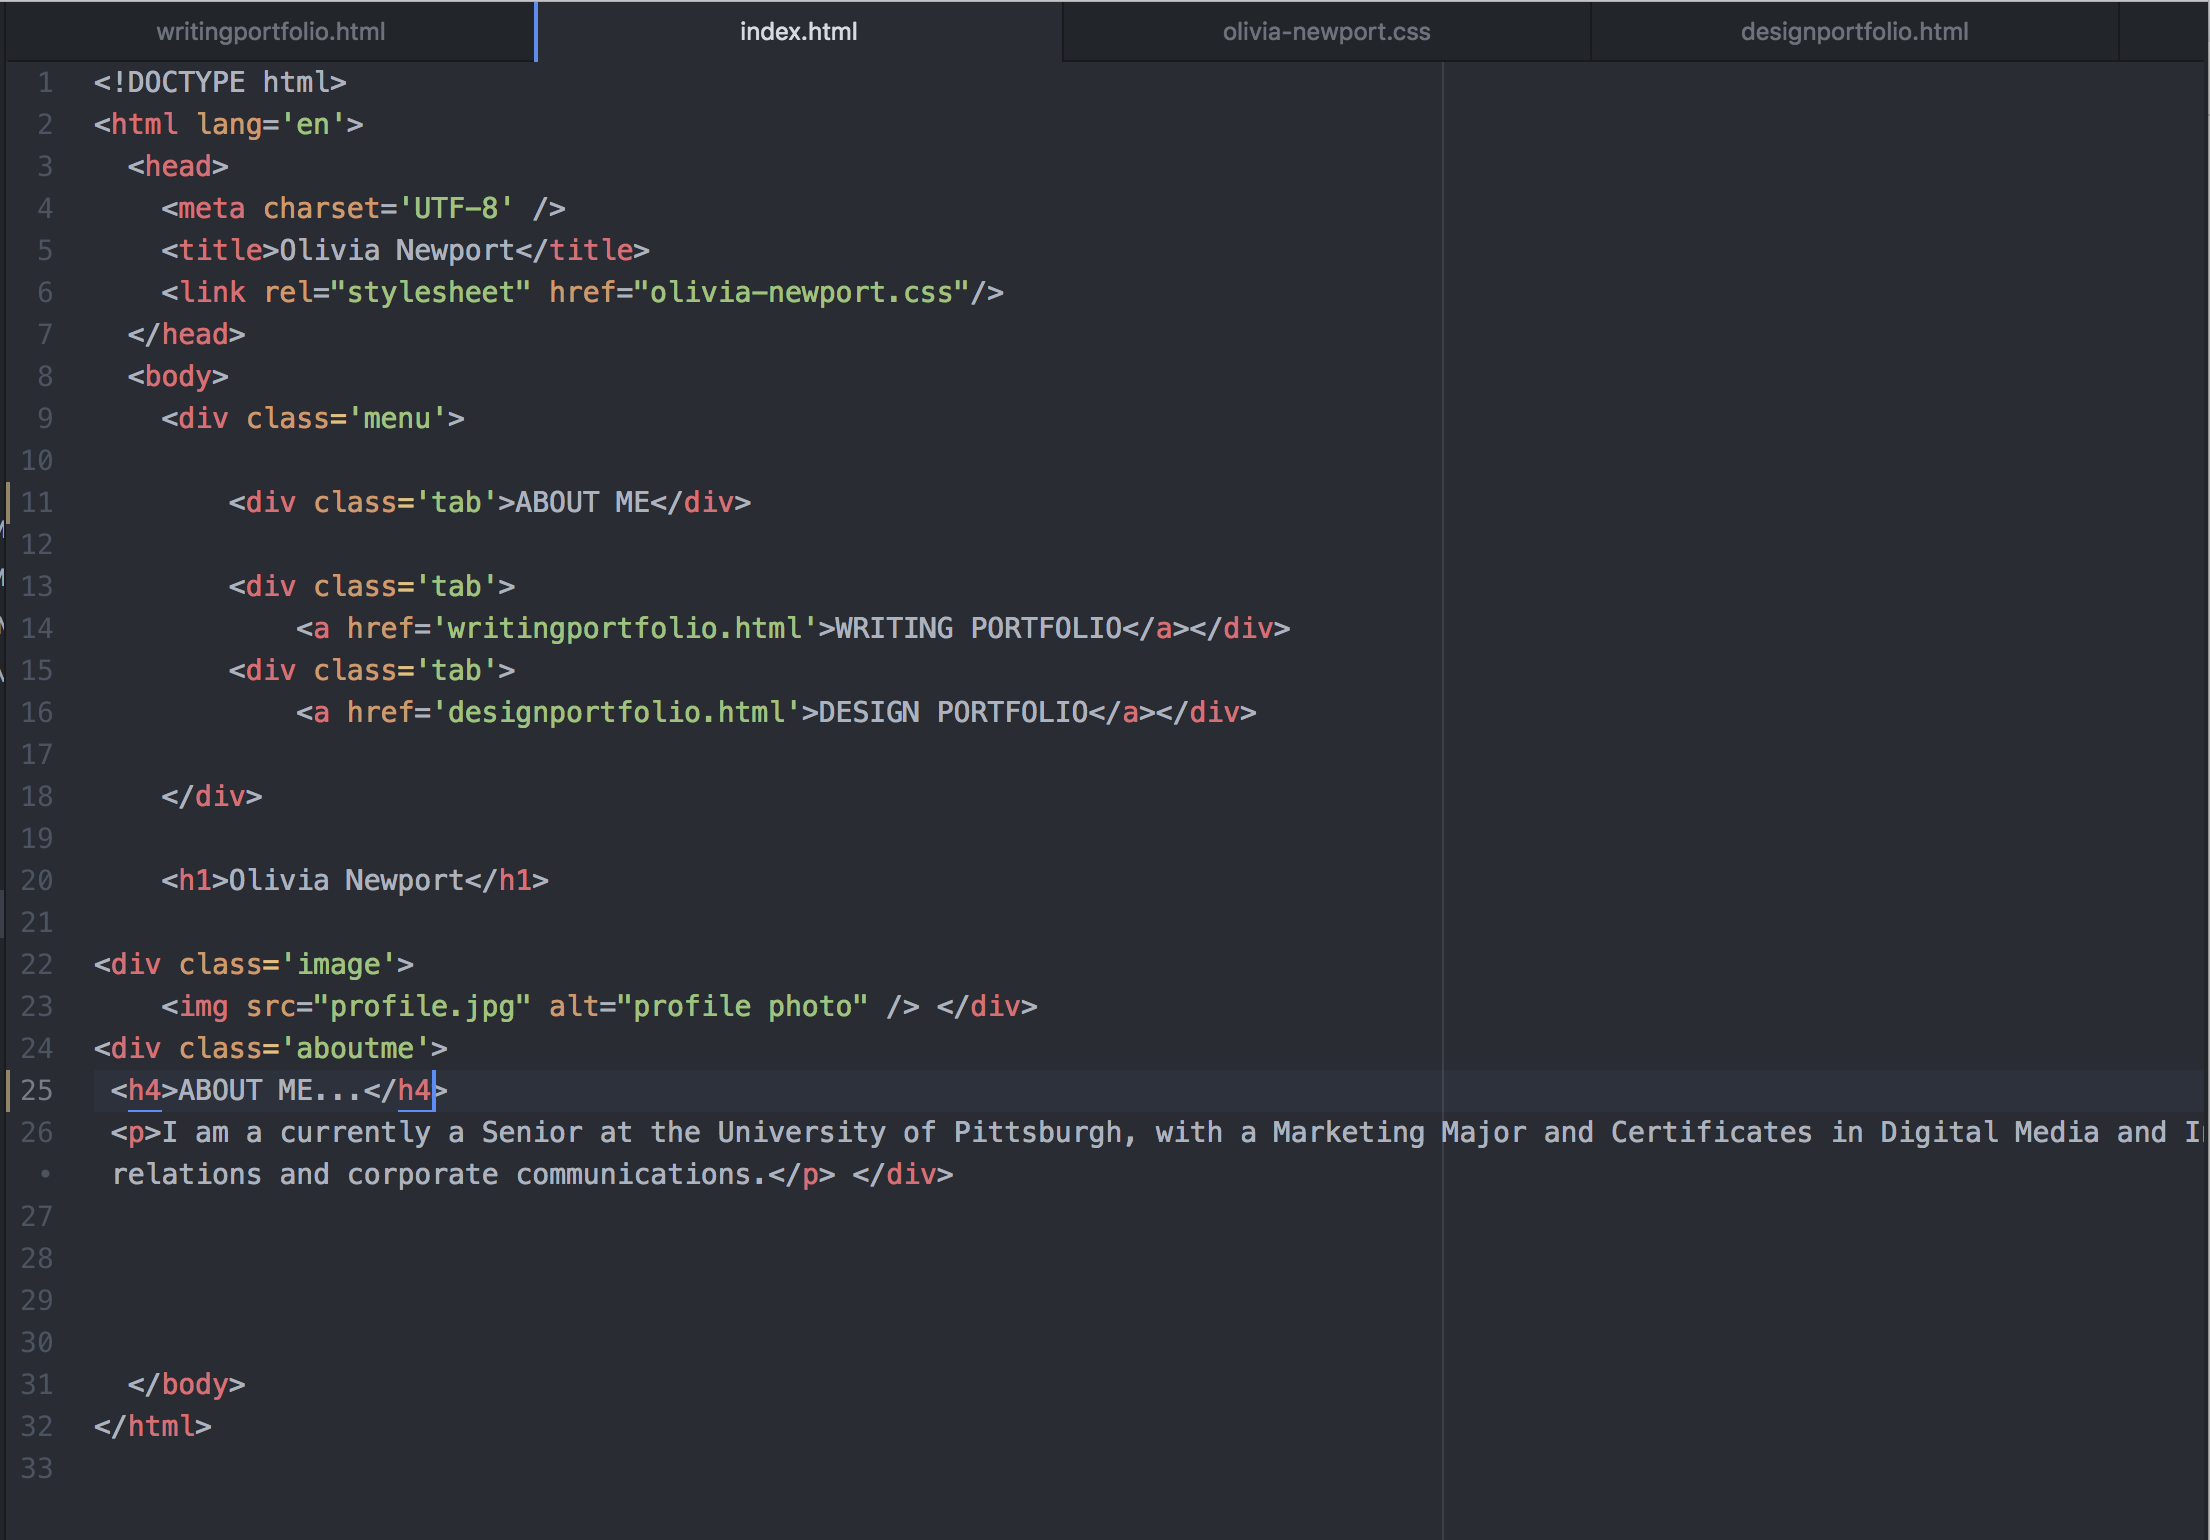 writingportfolio.html index.html olivia-newport.css designportfolio.html
1 <!DOCTYPE html>
2 <html lang='en'>
3 <head>
4 <meta charset='UTF-8' />
5 <title>Olivia Newport</title>
6 <link rel="stylesheet" href="olivia-newport.css"/>
7 </head>
8 <body>
9 <div class='menu'>
10
11 <div class='tab'>ABOUT ME</div>
12
13 <div class='tab'>
14 <a href='writingportfolio.html'>WRITING PORTFOLIO</a></div>
15 <div class='tab'>
16 <a href='designportfolio.html'>DESIGN PORTFOLIO</a></div>
17
18 </div>
19
20 <h1>Olivia Newport</h1>
21
22 <div class='image'>
23 <img src="profile.jpg" alt="profile photo" /> </div>
24 <div class='aboutme'>
25 <h4>ABOUT ME...</h4>
26 <p>I am a currently a Senior at the University of Pittsburgh, with a Marketing Major and Certificates in Digital Media and
• relations and corporate communications.</p> </div>
27
28
29
30
31 </body>
32 </html>
33